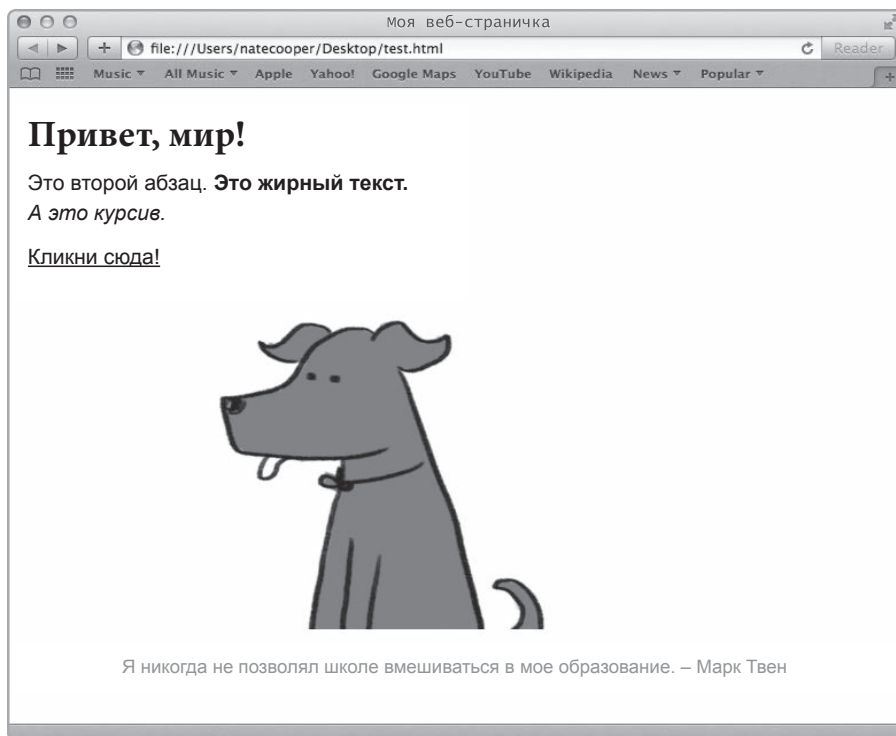 Моя веб-страничка
file:///Users/natecooper/Desktop/test.html Reader
Music All Music Apple Yahoo! Google Maps YouTube Wikipedia News Popular
Привет, мир!
Это второй абзац. Это жирный текст.
А это курсив.
Кликни сюда!
Я никогда не позволял школе вмешиваться в мое образование. – Марк Твен